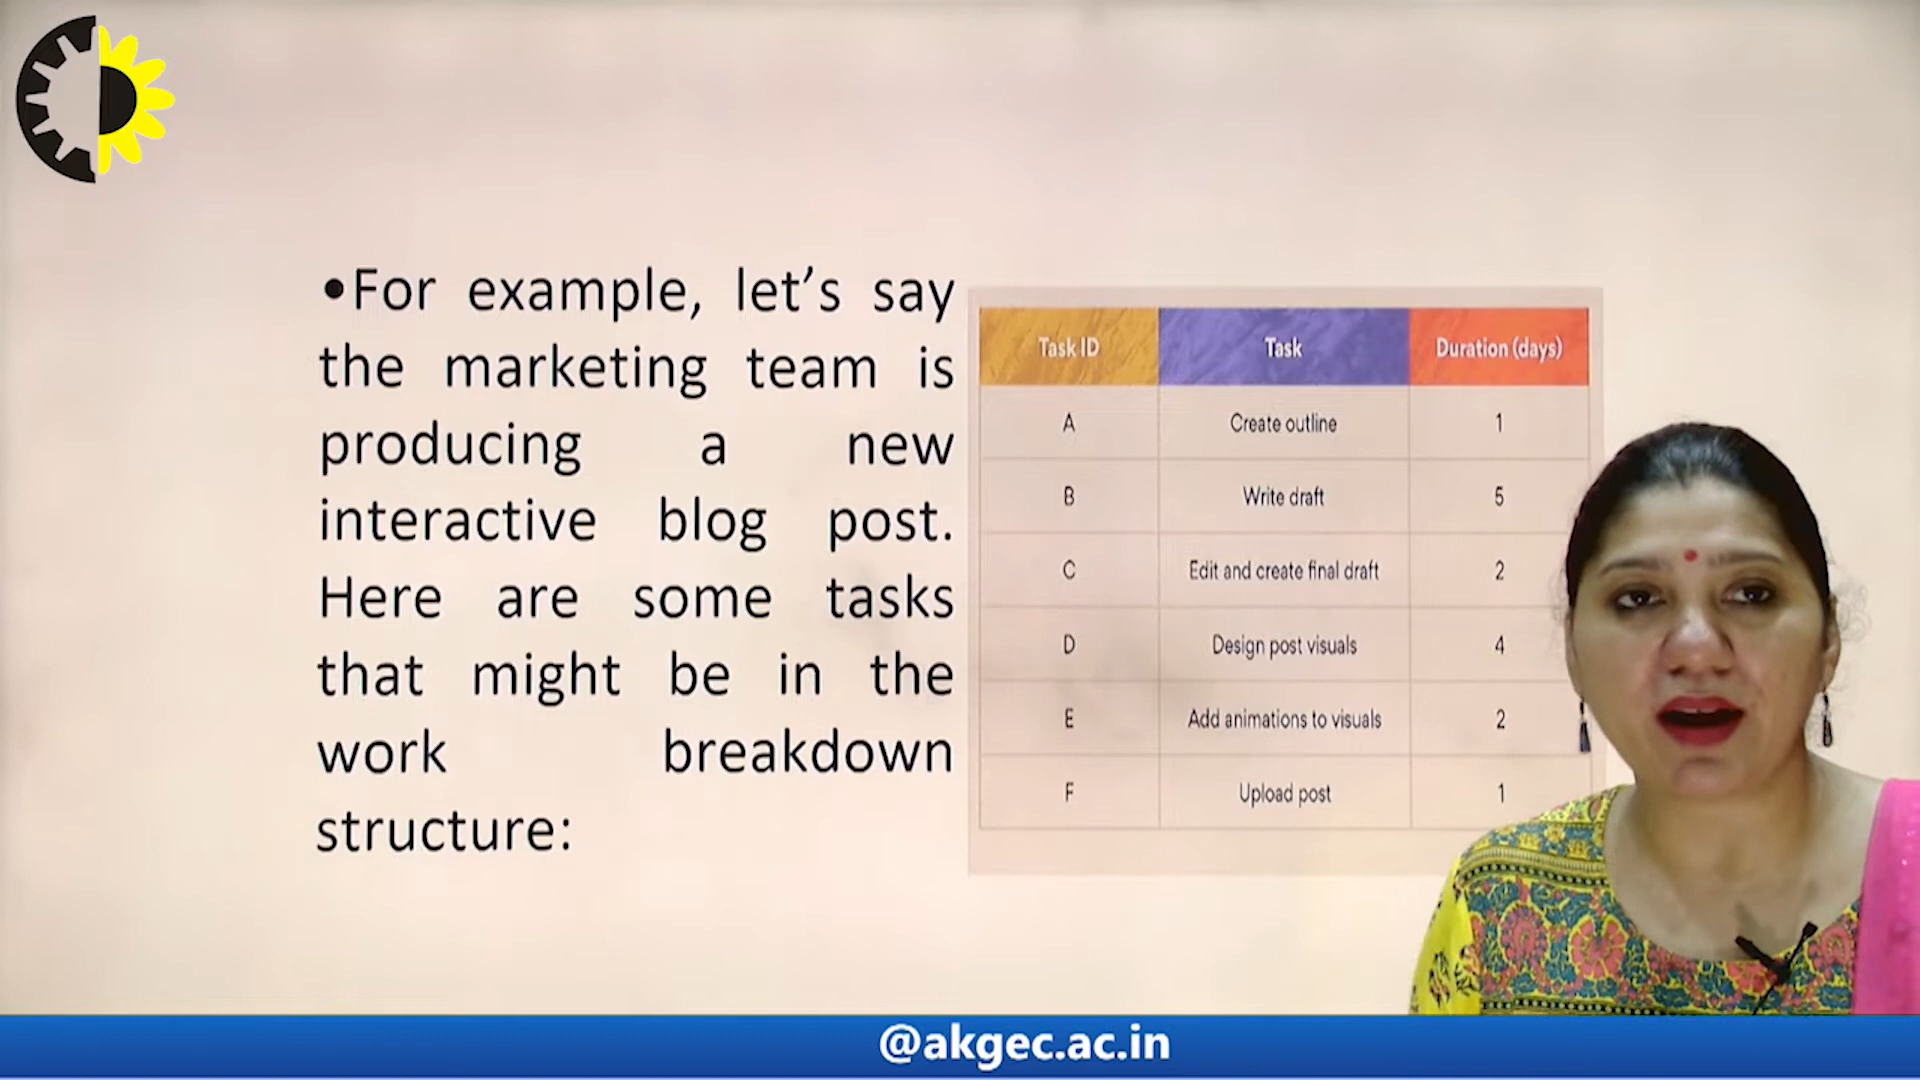 •For example, let’s say
the marketing team is
producing a new
interactive blog post.
Here are some tasks
that might be in the
work breakdown
structure:
Task ID Task Duration (days)
A Create outline 1
B Write draft 5
C Edit and create final draft 2
D Design post visuals 4
E Add animations to visuals 2
F Upload post 1
@akgec.ac.in